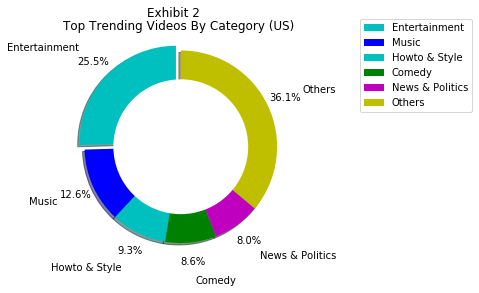 Exhibit 2
Top Trending Videos By Category (US)
Entertainment
25.5%
Others
36.1%
Music
12.6%
Howto & Style
9.3%
Comedy
8.6%
News & Politics
8.0%
Entertainment
Music
Howto & Style
Comedy
News & Politics
Others